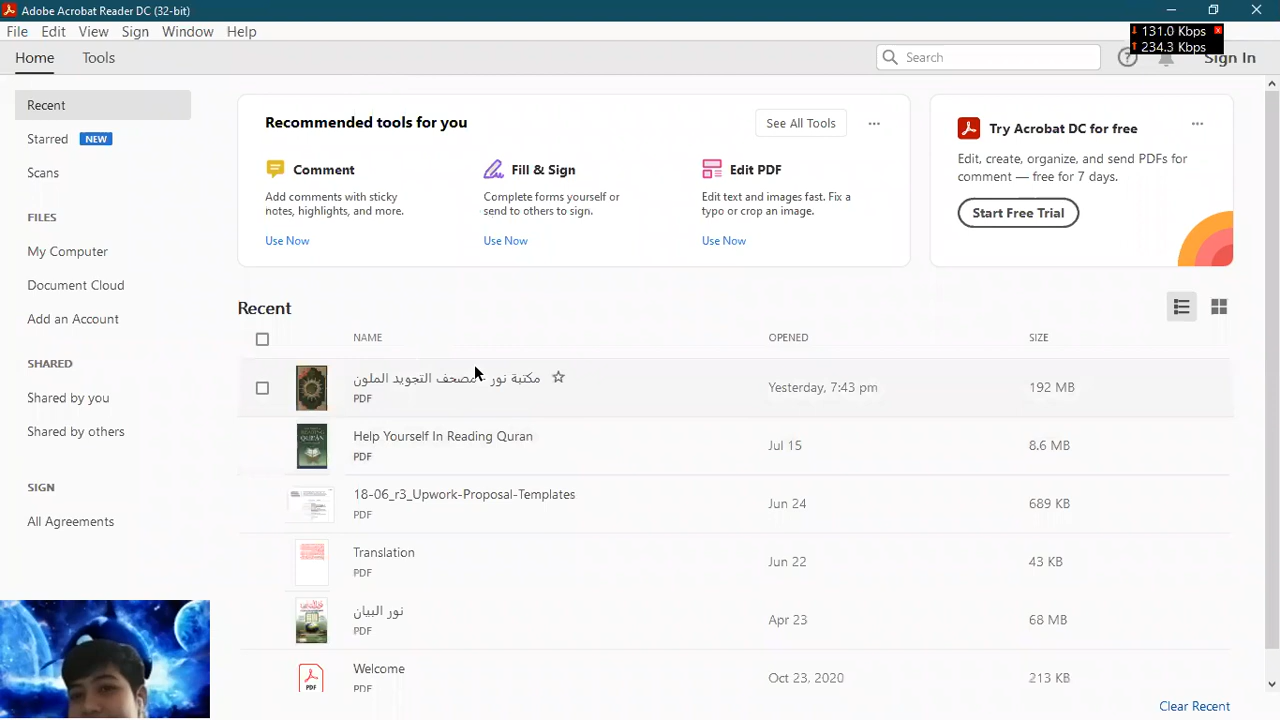 Adobe Acrobat Reader DC (32-bit)
File Edit View Sign Window Help
131.0 Kbps
234.3 Kbps
Home Tools
Search
Sign In
Recent
Starred NEW
Scans
FILES
My Computer
Document Cloud
Add an Account
SHARED
Shared by you
Shared by others
SIGN
All Agreements
Recommended tools for you
See All Tools
Comment
Add comments with sticky
notes, highlights, and more.
Use Now
Fill & Sign
Complete forms yourself or
send to others to sign.
Use Now
Edit PDF
Edit text and images fast. Fix a
typo or crop an image.
Use Now
Try Acrobat DC for free
Edit, create, organize, and send PDFs for
comment — free for 7 days.
Start Free Trial
Recent
NAME OPENED SIZE
مكتبة نور - مصحف التجويد الملون
PDF
Yesterday, 7:43 pm
192 MB
Help Yourself In Reading Quran
PDF
Jul 15
8.6 MB
18-06_r3_Upwork-Proposal-Templates
PDF
Jun 24
689 KB
Translation
PDF
Jun 22
43 KB
نور البيان
PDF
Apr 23
68 MB
Welcome
PDF
Oct 23, 2020
213 KB
Clear Recent